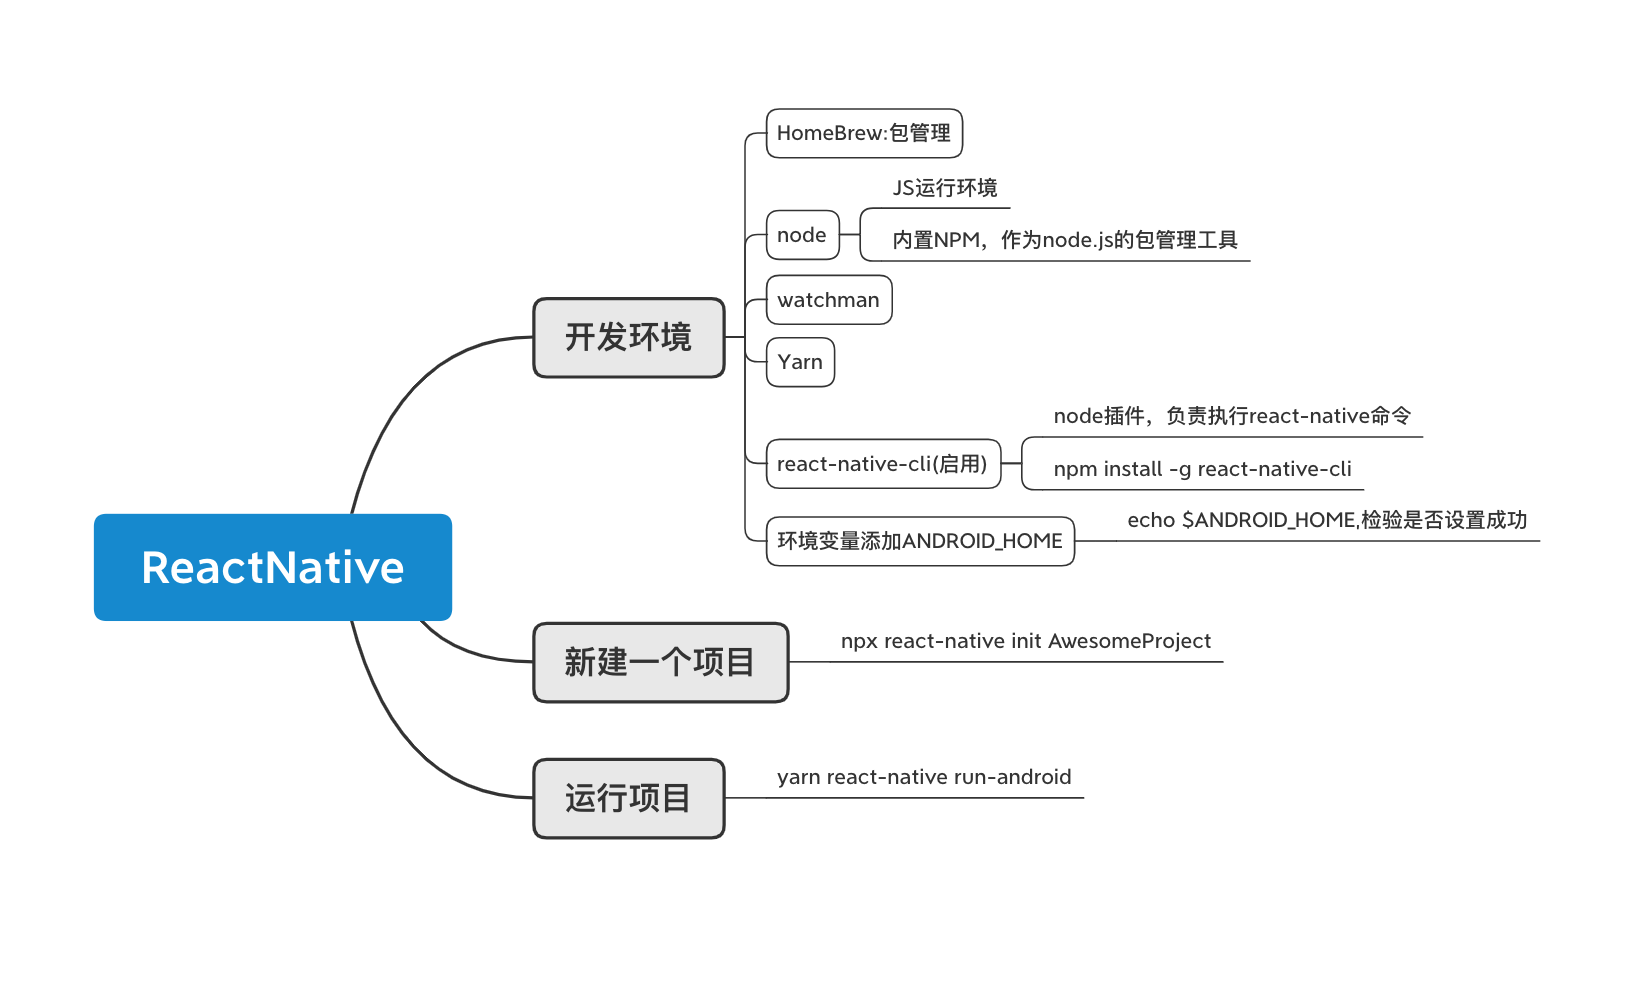 ReactNative
开发环境
HomeBrew:包管理
node
JS运行环境
内置NPM，作为node.js的包管理工具
watchman
Yarn
react-native-cli(启用)
node插件，负责执行react-native命令
npm install -g react-native-cli
环境变量添加ANDROID_HOME
echo $ANDROID_HOME,检验是否设置成功
新建一个项目
npx react-native init AwesomeProject
运行项目
yarn react-native run-android